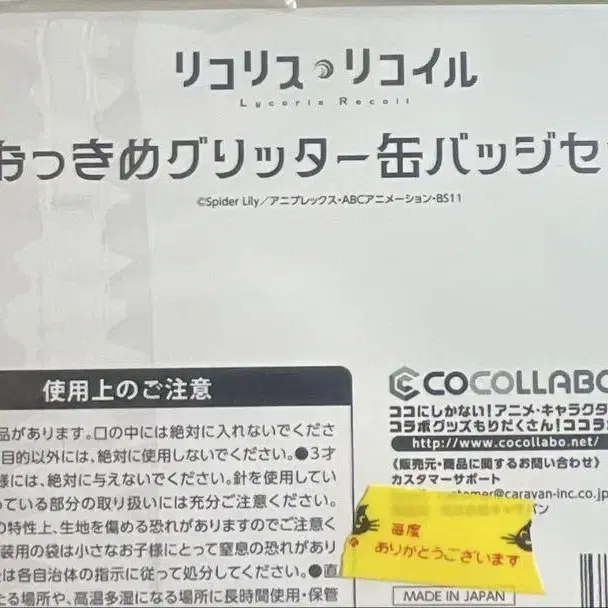 リコリス・リコイル
Lycoris Recoil
おっきめグリッター缶バッジセ
©Spider Lily／アニプレックス・ABCアニメーション・BS11
使用上のご注意
品があります。口の中には絶対に入れないでくださ
目的以外には、絶対に使用しないでください。●3才
様には、絶対に与えないでください。針を使用してい
っている部分の取り扱いには充分ご注意ください。
の特性上、生地を傷める恐れがありますのでご注意く
装用の袋は小さなお子様にとって窒息の恐れがあり
は各自治体の指示に従って処分してください。●直
たる場所や、高温多湿になる場所に長時間使用・保管
COCOLLABO
ココにしかない！アニメ・キャラクタ
コラボグッズもりだくさん！ココラ
http://www.cocollabo.net/
《販売元・商品に関するお問い合わせ》
カスタマーサポート
tomer@caravan-inc.co.jp
毎度
ありがとうございます
MADE IN JAPAN